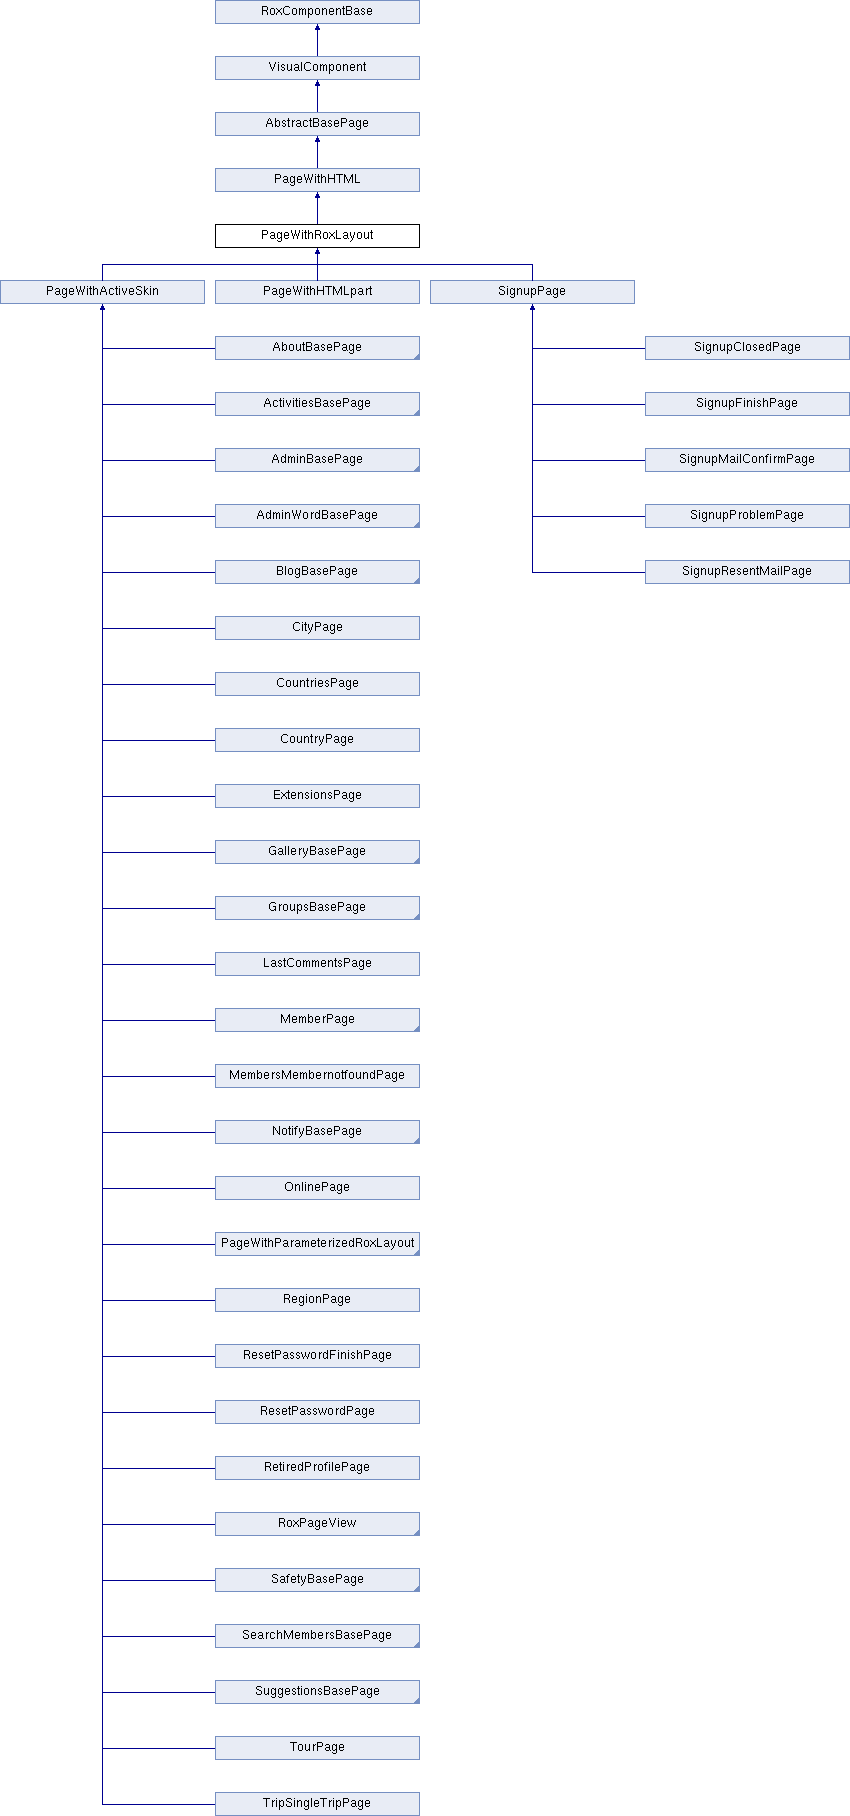 RoxComponentBase
VisualComponent
AbstractBasePage
PageWithHTML
PageWithRoxLayout
PageWithActiveSkin
PageWithHTMLpart
SignupPage
AboutBasePage
SignupClosedPage
ActivitiesBasePage
SignupFinishPage
AdminBasePage
SignupMailConfirmPage
AdminWordBasePage
SignupProblemPage
BlogBasePage
SignupResentMailPage
CityPage
CountriesPage
CountryPage
ExtensionsPage
GalleryBasePage
GroupsBasePage
LastCommentsPage
MemberPage
MembersMembernotfoundPage
NotifyBasePage
OnlinePage
PageWithParameterizedRoxLayout
RegionPage
ResetPasswordFinishPage
ResetPasswordPage
RetiredProfilePage
RoxPageView
SafetyBasePage
SearchMembersBasePage
SuggestionsBasePage
TourPage
TripSingleTripPage